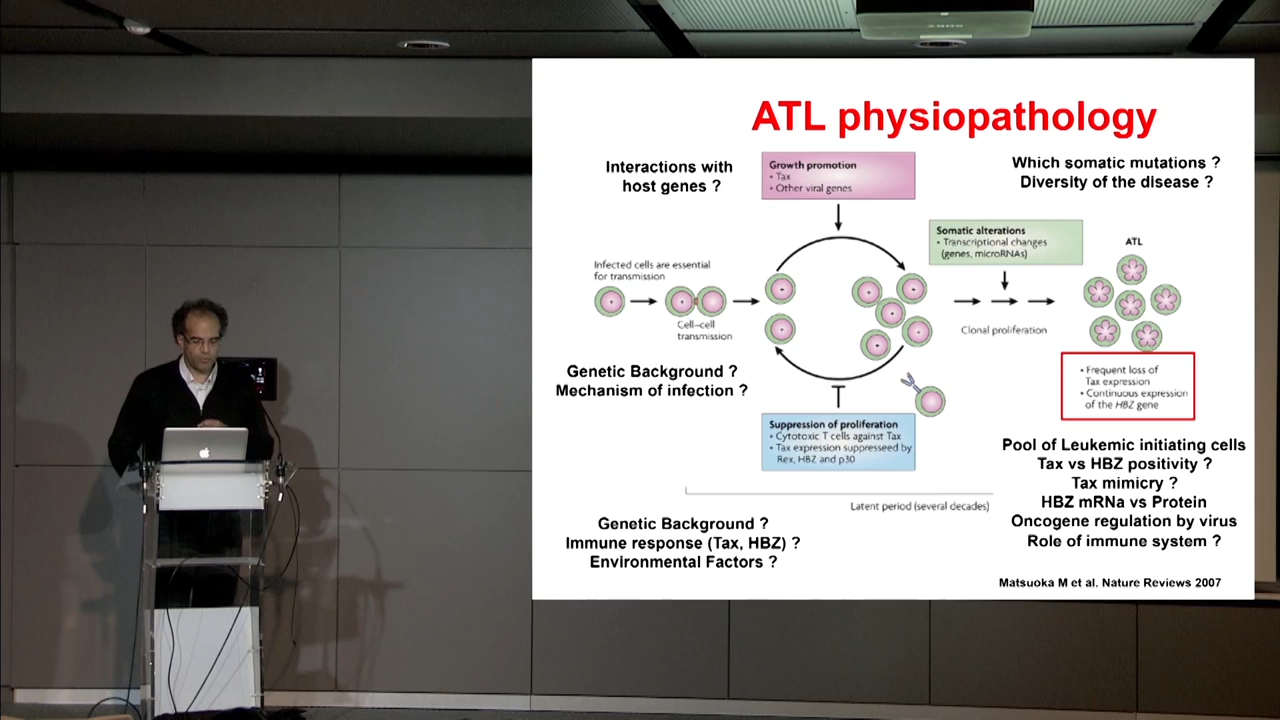 ATL physiopathology
Interactions with
host genes ?
Growth promotion
• Tax
• Other viral genes
Which somatic mutations ?
Diversity of the disease ?
Somatic alterations
• Transcriptional changes
(genes, microRNAs)
ATL
Infected cells are essential
for transmission
Cell–cell
transmission
Clonal proliferation
Genetic Background ?
Mechanism of infection ?
• Frequent loss of
Tax expression
• Continuous expression
of the HBZ gene
Suppression of proliferation
• Cytotoxic T cells against Tax
• Tax expression suppresseed by
Rex, HBZ and p30
Latent period (several decades)
Pool of Leukemic initiating cells
Tax vs HBZ positivity ?
Tax mimicry ?
HBZ mRNa vs Protein
Oncogene regulation by virus
Role of immune system ?
Genetic Background ?
Immune response (Tax, HBZ) ?
Environmental Factors ?
Matsuoka M et al. Nature Reviews 2007